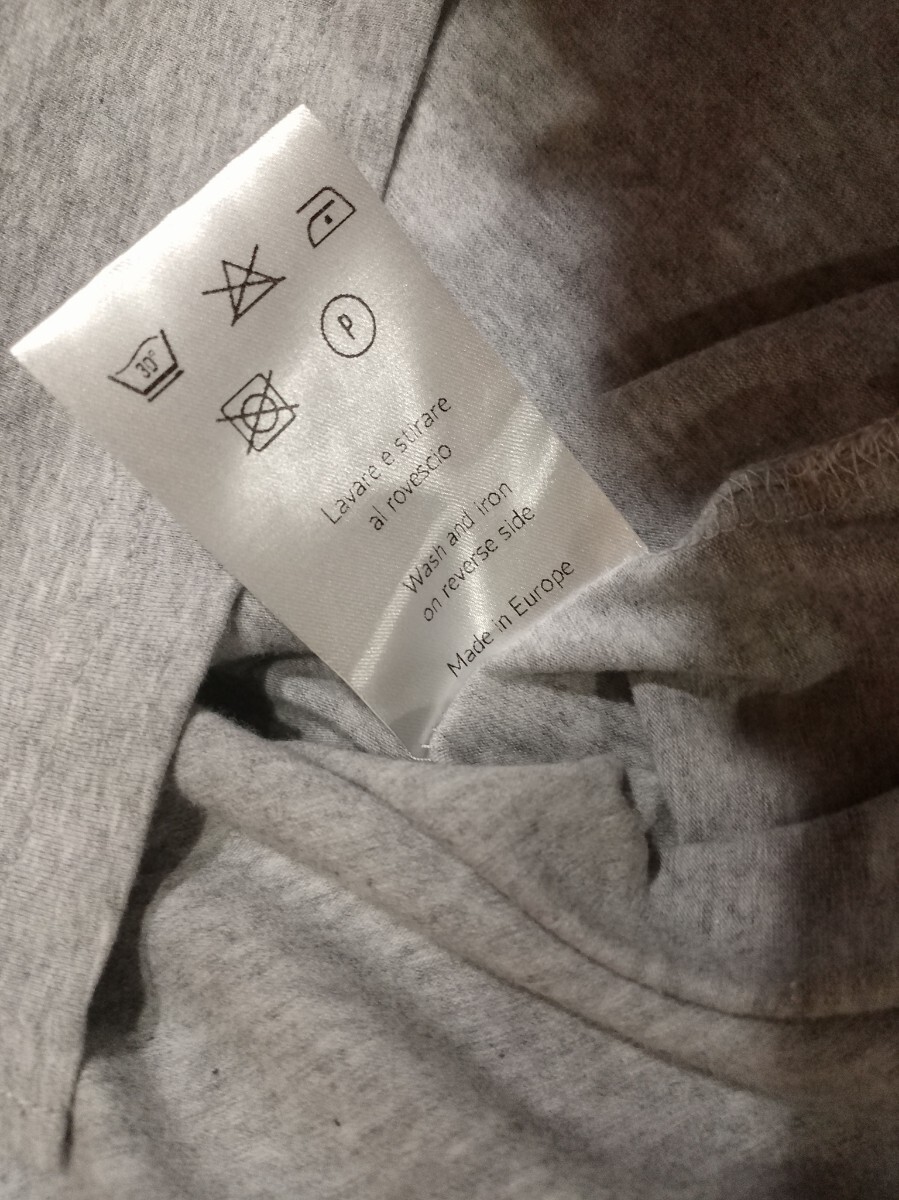 30°
P
Lavare e stirare
al rovescio
Wash and iron
on reverse side
Made in Europe